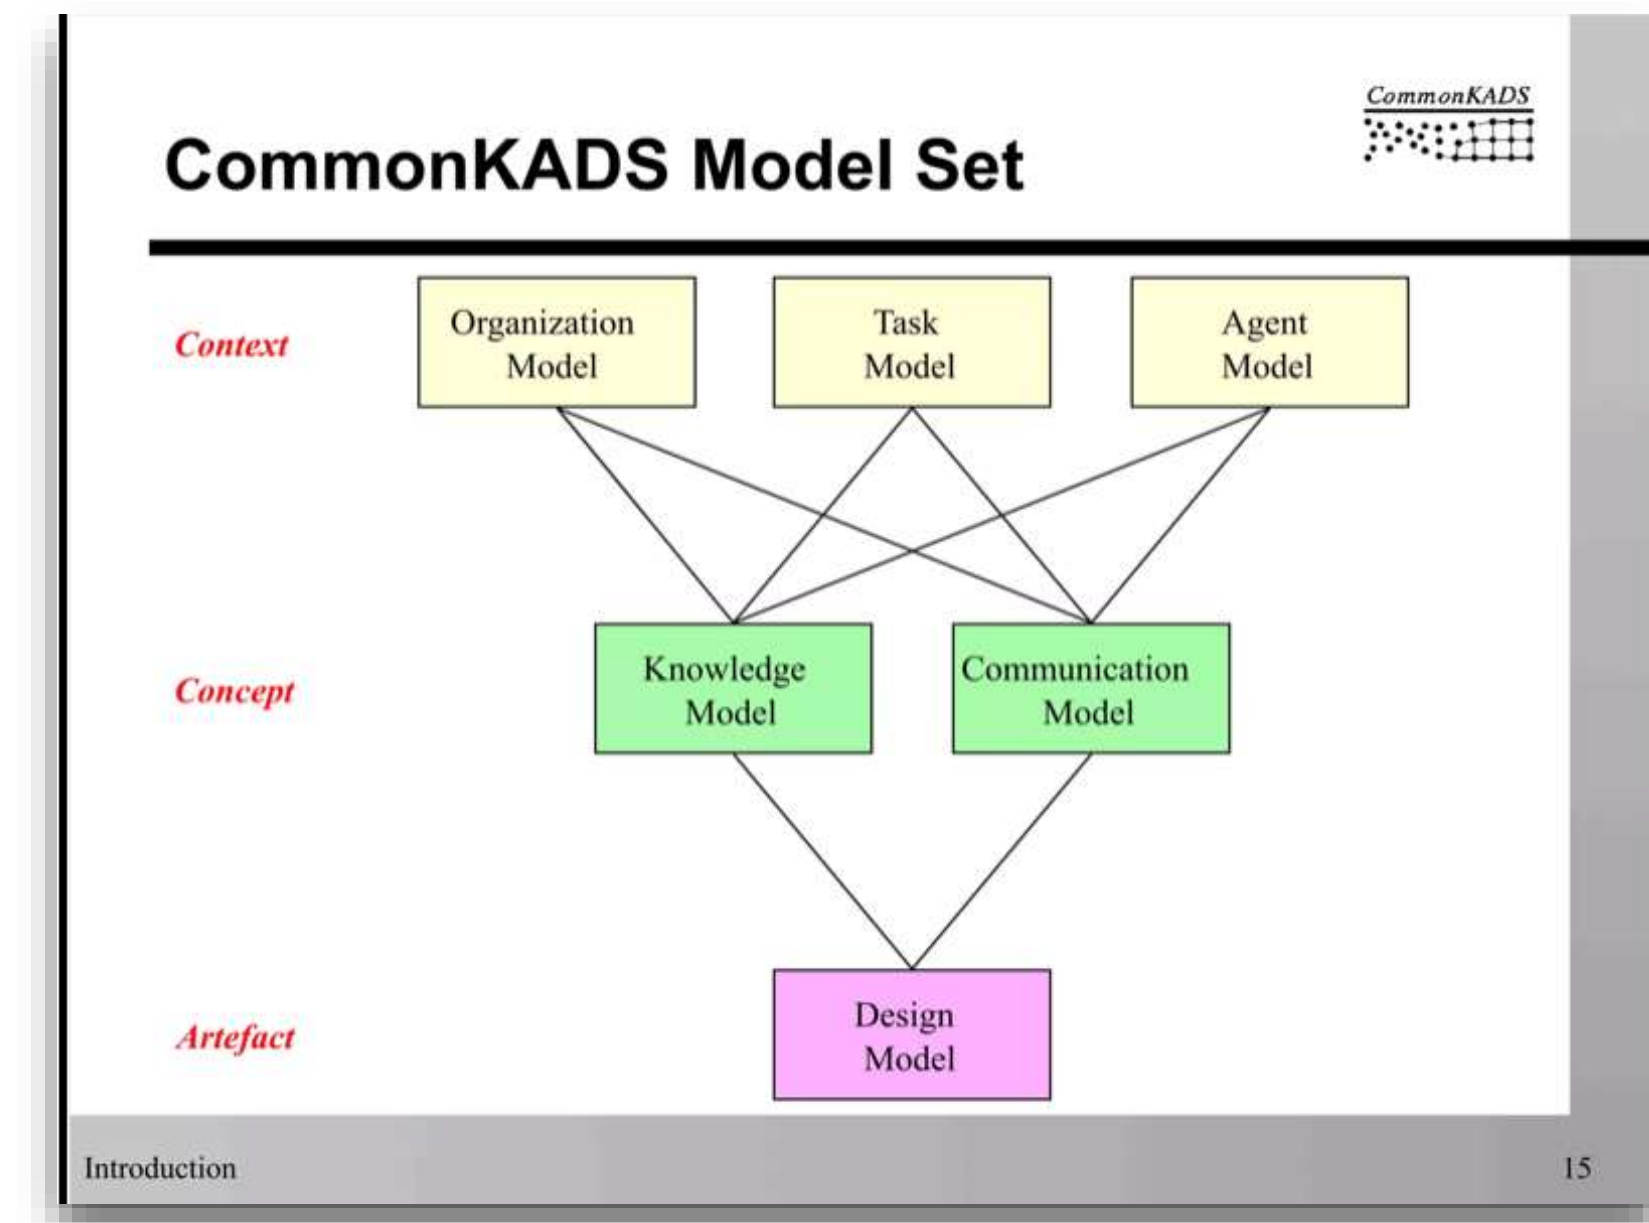 CommonKADS
CommonKADS Model Set
Context
Organization
Model
Task
Model
Agent
Model
Concept
Knowledge
Model
Communication
Model
Artefact
Design
Model
Introduction
15